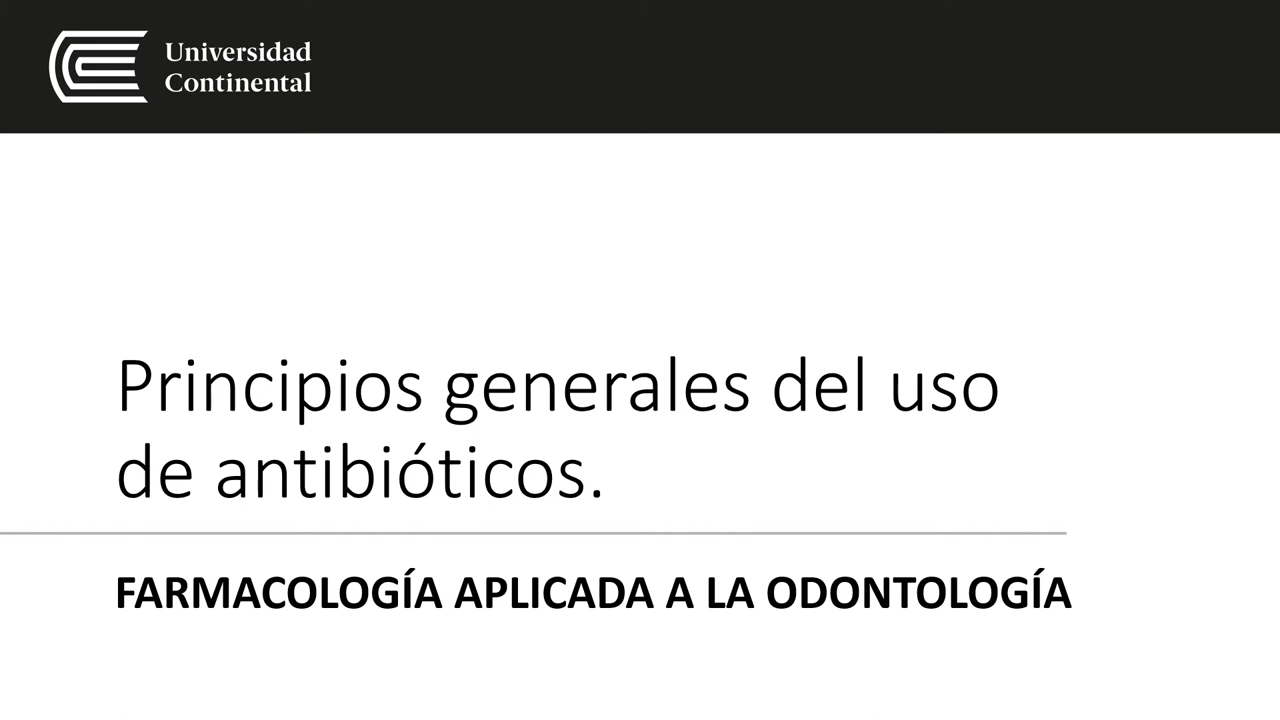 Universidad
Continental
Principios generales del uso
de antibióticos.
FARMACOLOGÍA APLICADA A LA ODONTOLOGÍA